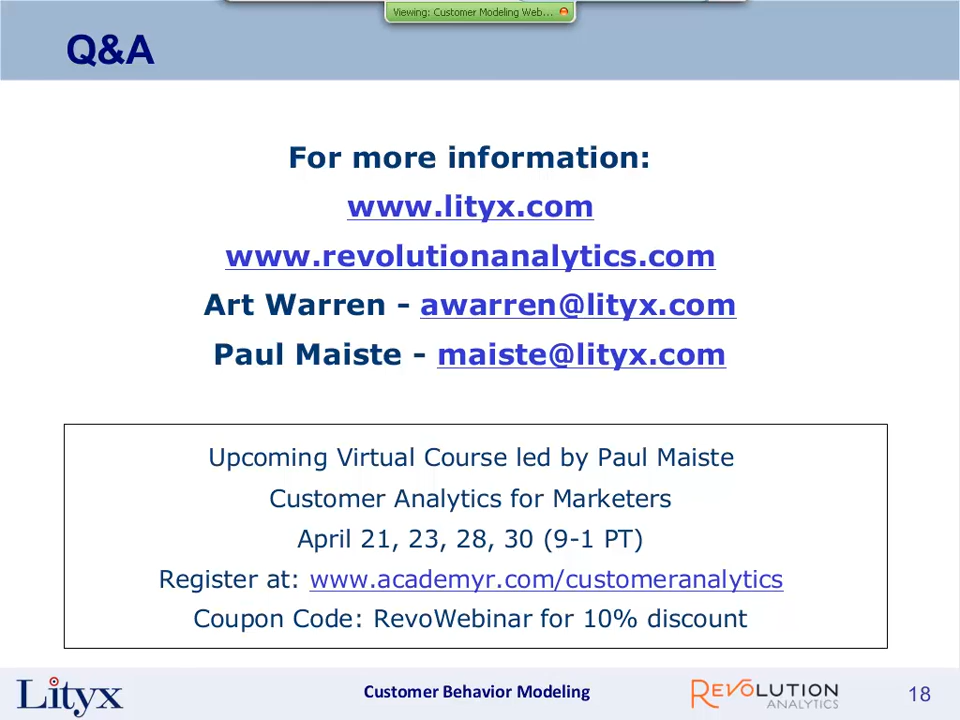 Viewing: Customer Modeling Web...
Q&A
For more information:
www.lityx.com
www.revolutionanalytics.com
Art Warren - awarren@lityx.com
Paul Maiste - maiste@lityx.com
Upcoming Virtual Course led by Paul Maiste
Customer Analytics for Marketers
April 21, 23, 28, 30 (9-1 PT)
Register at: www.academyr.com/customeranalytics
Coupon Code: RevoWebinar for 10% discount
Lityx
Customer Behavior Modeling
REVOLUTION
ANALYTICS
18